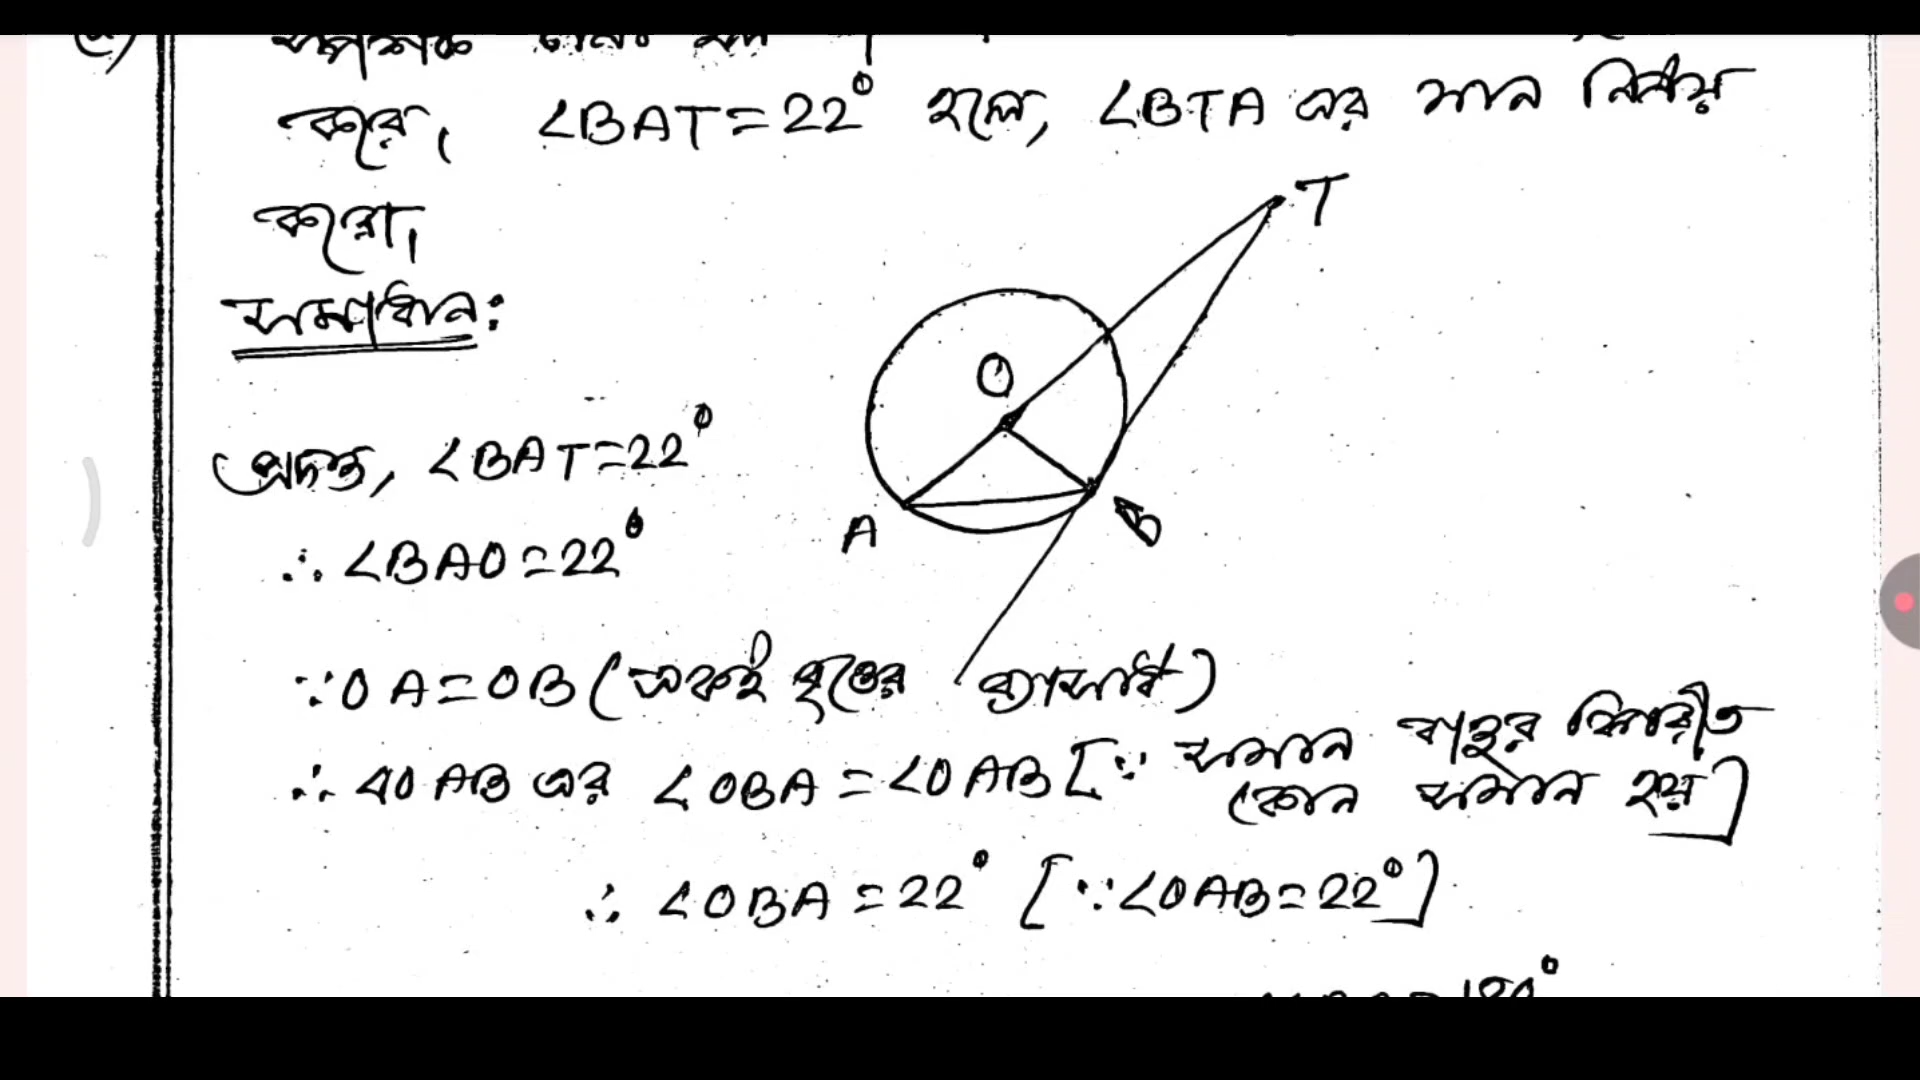 করে। ∠BAT=22° হলে, ∠BTA এর মান নির্ণয়
করো।
সমাধান:
T
O
A
B
প্রদত্ত, ∠BAT=22°
∴ ∠BAO=22°
∵ OA=OB (একই বৃত্তের ব্যাসার্ধ)
∴ ΔOAB এর ∠OBA=∠OAB [∵ সমান বাহুর বিপরীত
কোন সমান হয়]
∴ ∠OBA=22° [∵ ∠OAB=22°]